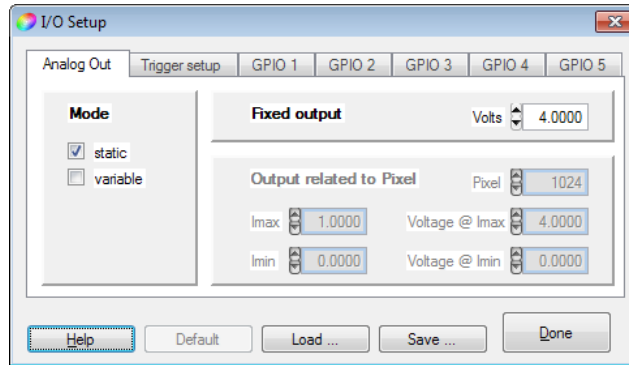 I/O Setup
Analog Out Trigger setup GPIO 1 GPIO 2 GPIO 3 GPIO 4 GPIO 5
Mode
static
variable
Fixed output Volts 4.0000
Output related to Pixel Pixel 1024
Imax 1.0000 Voltage @ Imax 4.0000
Imin 0.0000 Voltage @ Imin 0.0000
Help Default Load ... Save ... Done